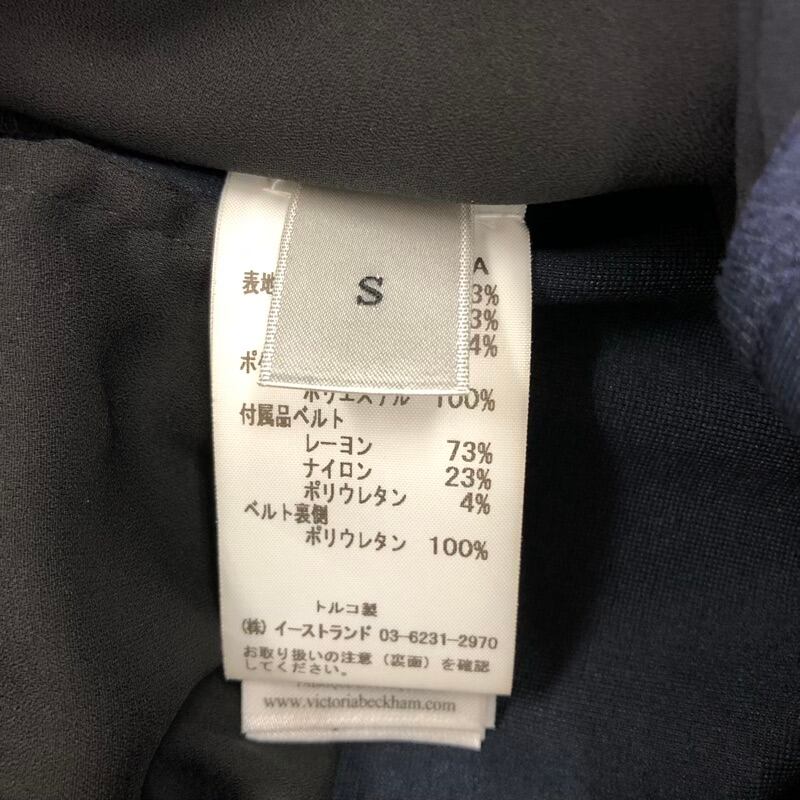 S
A
表地
3%
3%
4%
ポリエステル 100%
付属品ベルト
レーヨン 73%
ナイロン 23%
ポリウレタン 4%
ベルト裏側
ポリウレタン 100%
トルコ製
(株) イーストランド 03-6231-2970
お取り扱いの注意 (裏面) を確認
してください。
www.victoriabeckham.com